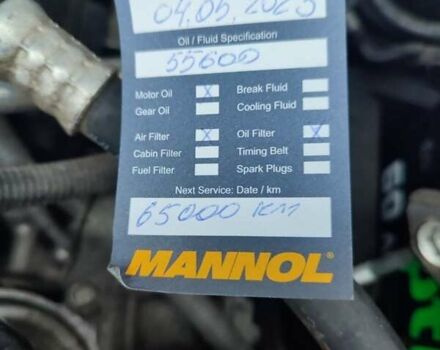 04.05.2023
Oil / Fluid Specification
55600
Motor Oil X Break Fluid
Gear Oil Cooling Fluid
Air Filter X Oil Filter X
Cabin Filter Timing Belt
Fuel Filter Spark Plugs
Next Service: Date / km
65000 км
MANNOL®